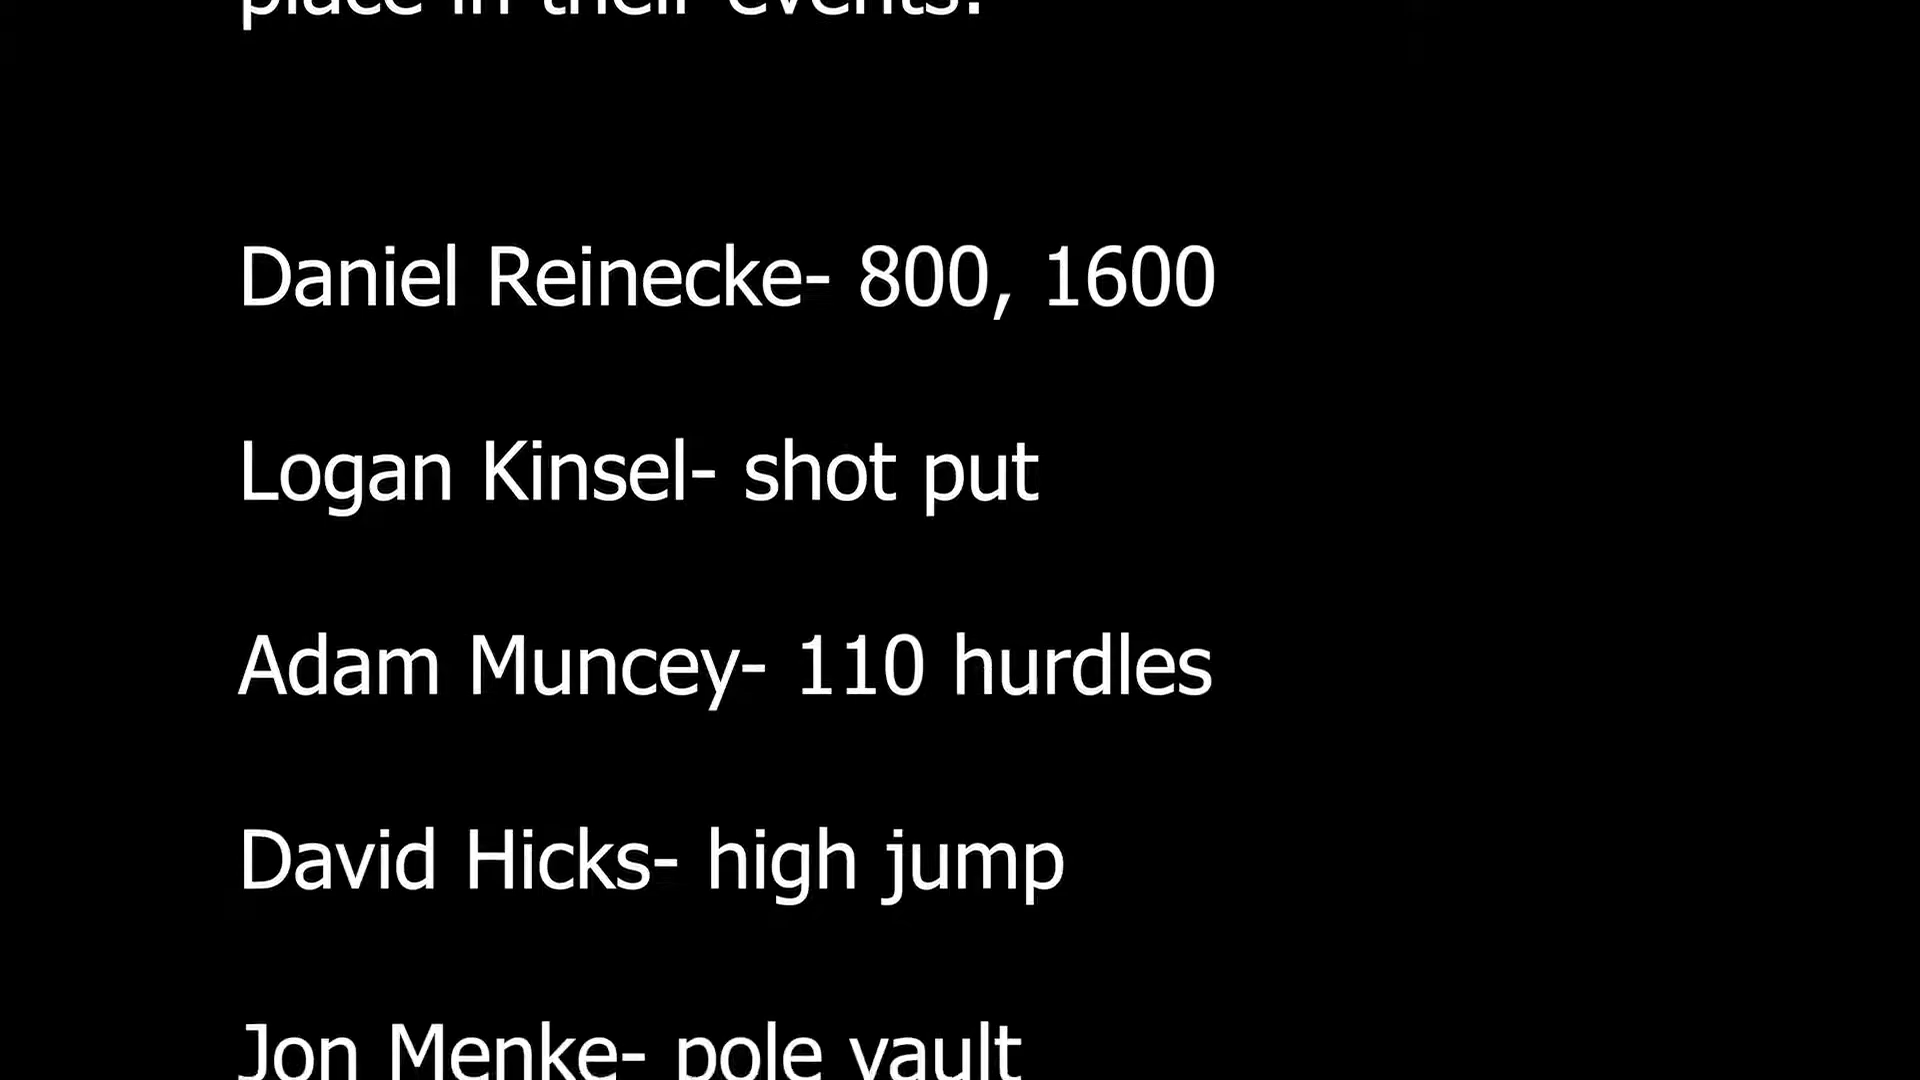 place in their events.
Daniel Reinecke- 800, 1600
Logan Kinsel- shot put
Adam Muncey- 110 hurdles
David Hicks- high jump
Jon Menke- pole vault